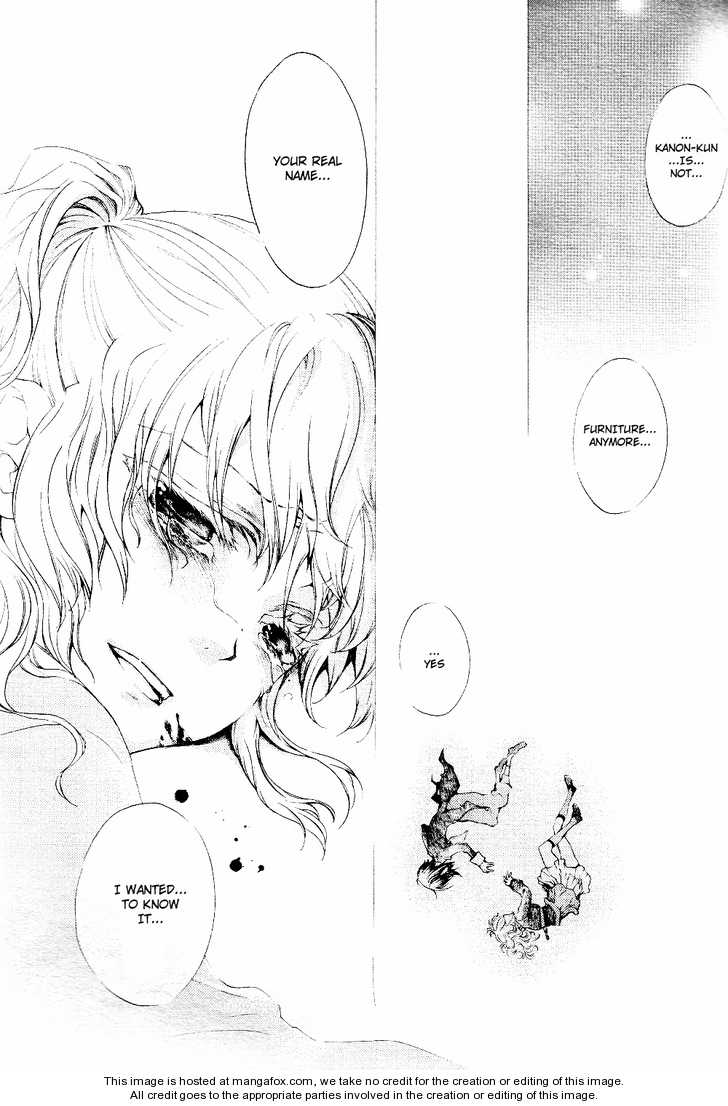 ...
KANON-KUN
...IS...
NOT...
FURNITURE...
ANYMORE...
...
YES
YOUR REAL
NAME...
I WANTED...
TO KNOW
IT...
This image is hosted at mangafox.com, we take no credit for the creation or editing of this image.
All credit goes to the appropriate parties involved in the creation or editing of this image.